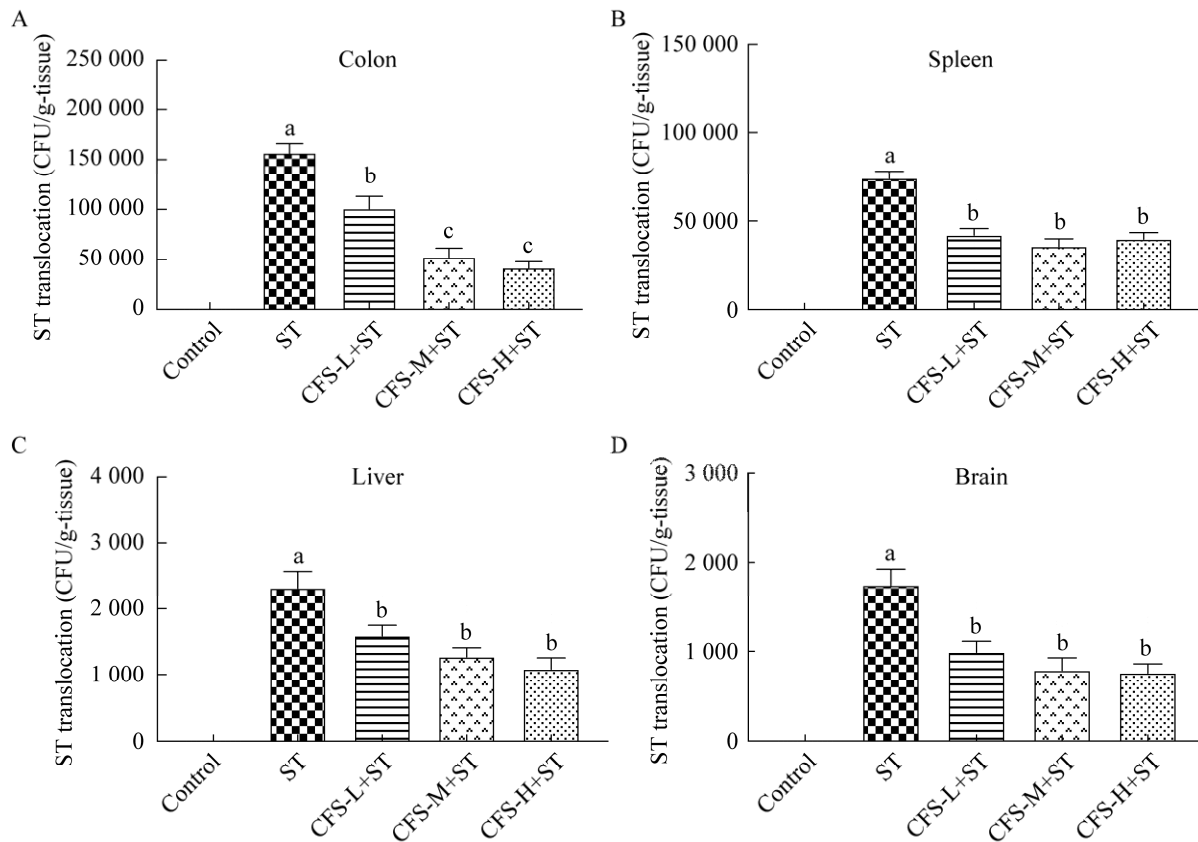 A
Colon
ST translocation (CFU/g-tissue)
250 000
200 000
150 000
100 000
50 000
0
a
b
c
c
Control
ST
CFS-L+ST
CFS-M+ST
CFS-H+ST
B
Spleen
ST translocation (CFU/g-tissue)
150 000
100 000
50 000
0
a
b
b
b
Control
ST
CFS-L+ST
CFS-M+ST
CFS-H+ST
C
Liver
ST translocation (CFU/g-tissue)
4 000
3 000
2 000
1 000
0
a
b
b
b
Control
ST
CFS-L+ST
CFS-M+ST
CFS-H+ST
D
Brain
ST translocation (CFU/g-tissue)
3 000
2 000
1 000
0
a
b
b
b
Control
ST
CFS-L+ST
CFS-M+ST
CFS-H+ST